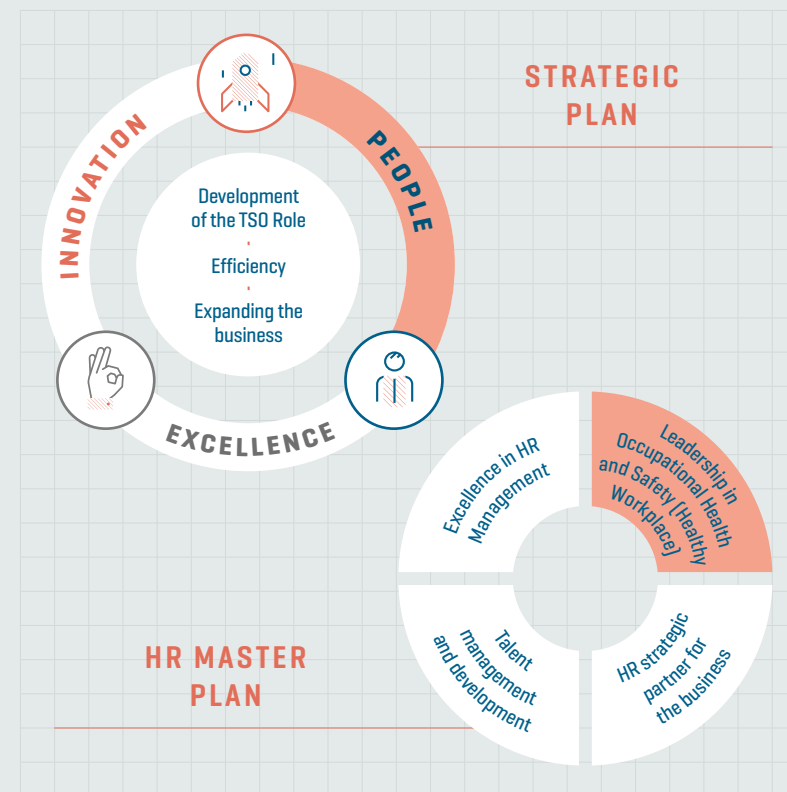 STRATEGIC
PLAN
INNOVATION
PEOPLE
EXCELLENCE
Development
of the TSO Role
Efficiency
Expanding the
business
Excellence in HR
Management
Leadership in
Occupational Health
and Safety (Healthy
Workplace)
Talent
management
and development
HR strategic
partner for
the business
HR MASTER
PLAN